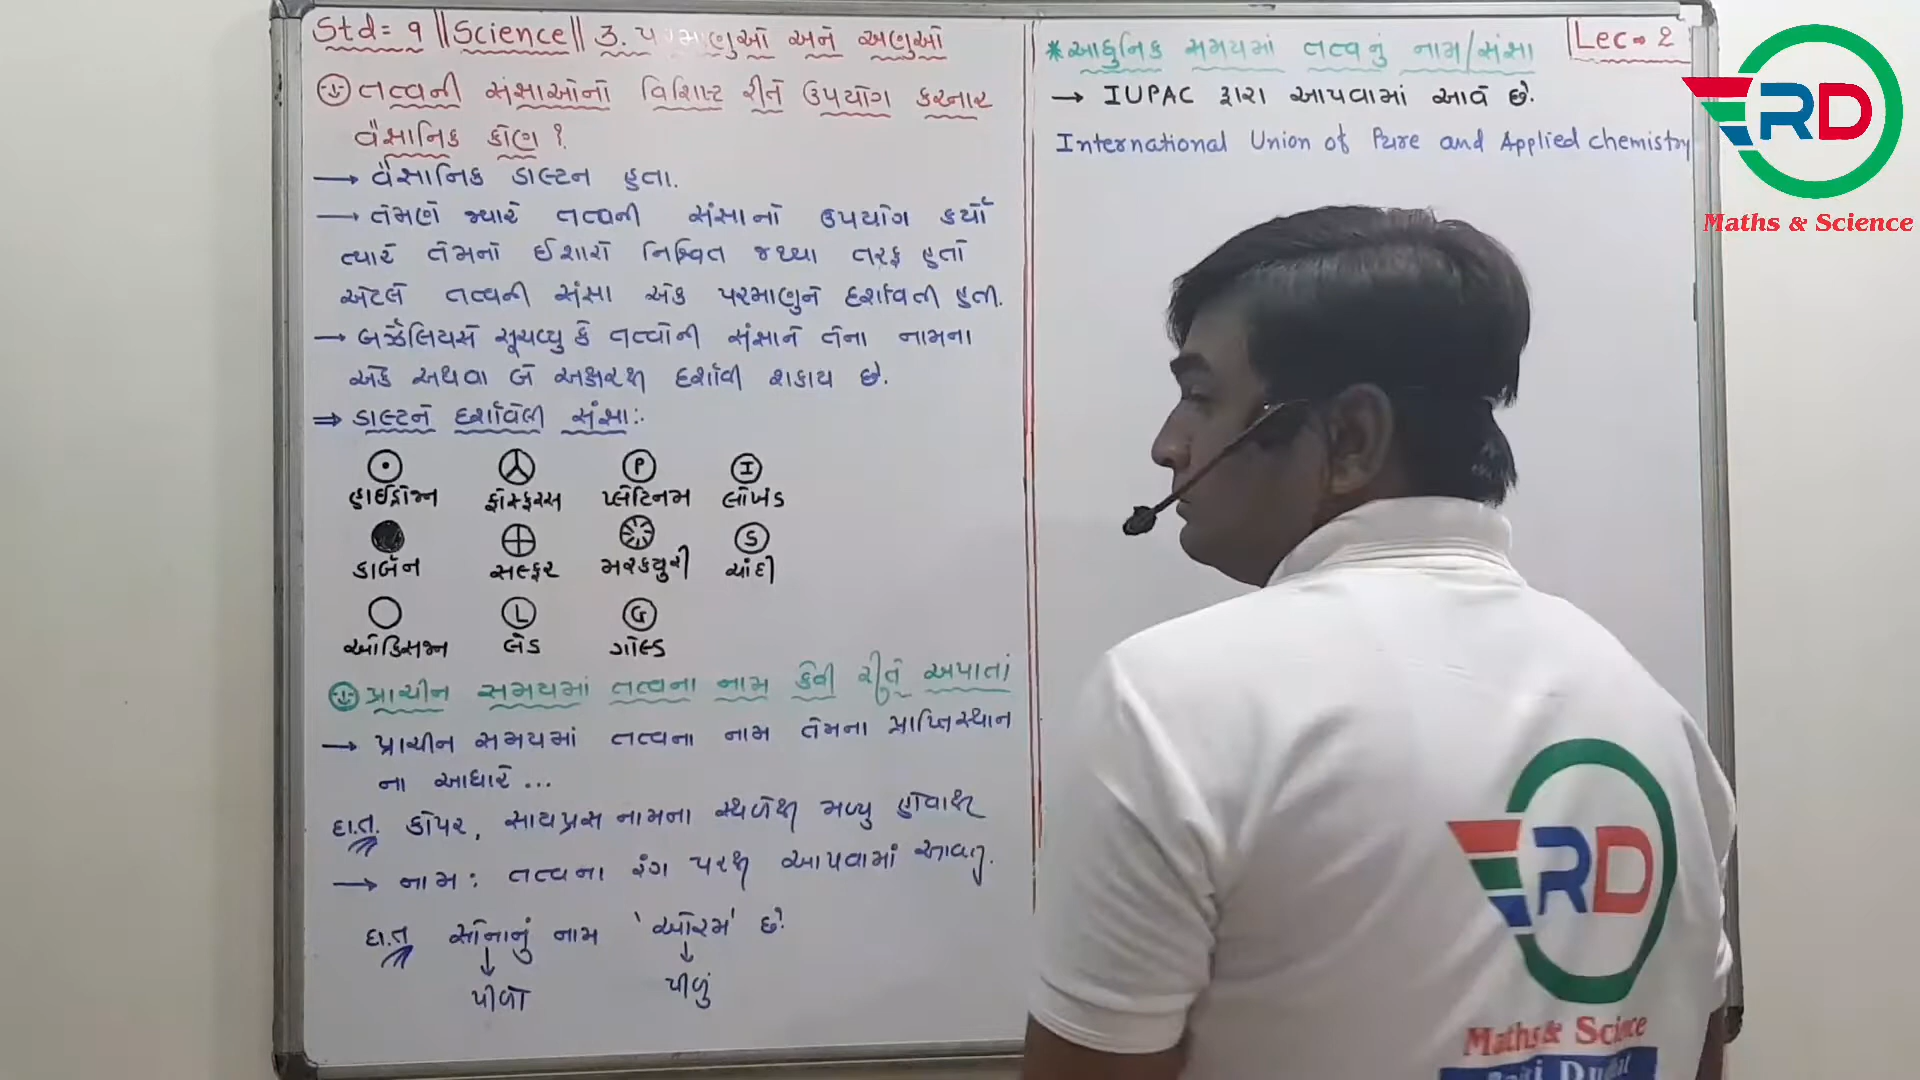 Std = 9 || Science || 3. પરમાણુઓ અને અણુઓ
તત્વની સંજ્ઞાઓનો વિશિષ્ટ રીતે ઉપયોગ કરનાર
વૈજ્ઞાનિક કોણ ?
→ વૈજ્ઞાનિક ડાલ્ટન હતા.
→ તેમણે જ્યારે તત્વની સંજ્ઞાનો ઉપયોગ કર્યો
ત્યારે તેમનો ઈશારો નિશ્ચિત જથ્થા તરફ હતો
એટલે તત્વની સંજ્ઞા એક પરમાણુને દર્શાવતી હતી.
→ બર્ઝેલિયસે સૂચવ્યુ કે તત્વોની સંજ્ઞાને તેના નામના
એક અથવા બે અક્ષરથી દર્શાવી શકાય છે.
⇒ ડાલ્ટને દર્શાવેલી સંજ્ઞા:-
P I
હાઈડ્રોજન ફોસ્ફરસ પ્લેટિનમ લોખંડ
S
કાર્બન સલ્ફર મરક્યુરી ચાંદી
L G
ઓક્સિજન લેડ ગોલ્ડ
પ્રાચીન સમયમાં તત્વના નામ કેવી રીતે અપાતાં
→ પ્રાચીન સમયમાં તત્વના નામ તેમના પ્રાપ્તિસ્થાન
ના આધારે ...
દા.ત. કોપર, સાયપ્રસ નામના સ્થળેથી મળ્યુ હોવાથી
→ નામ : તત્વના રંગ પરથી આપવામાં આવતુ.
દા.ત સોનાનું નામ 'ઓરમ' છે.
↓ ↓
પીળો પીળું
Lec → 2
* આધુનિક સમયમાં તત્વનું નામ/સંજ્ઞા
→ IUPAC દ્વારા આપવામાં આવે છે.
International Union of Pure and Applied chemistry
RD
Maths & Science
RD
Maths & Science